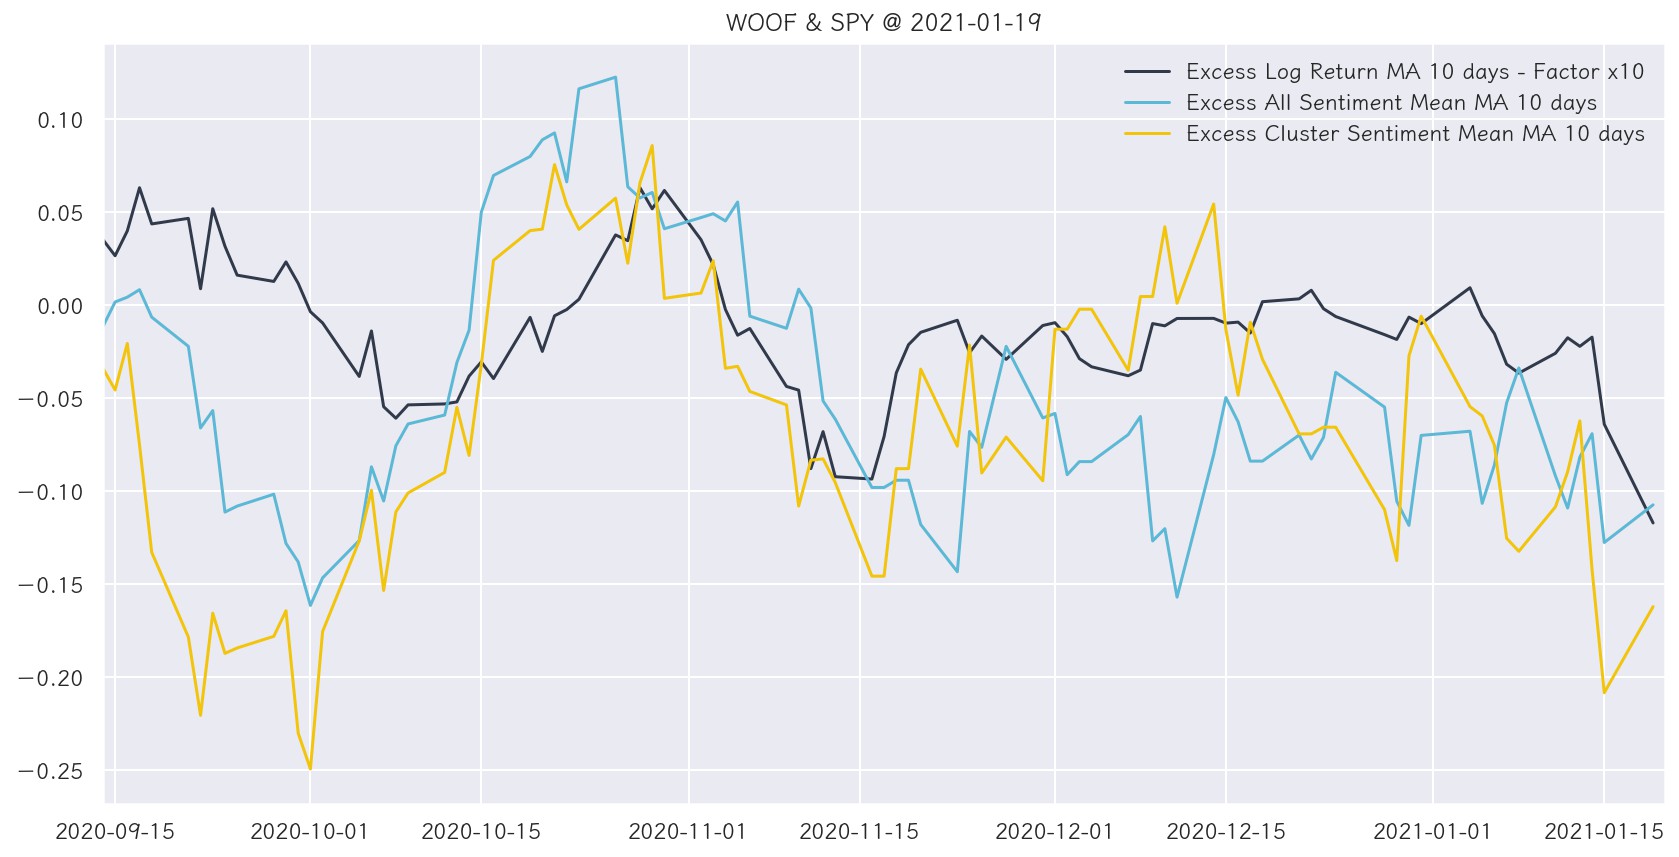 WOOF & SPY @ 2021-01-19
Excess Log Return MA 10 days - Factor x10
Excess All Sentiment Mean MA 10 days
Excess Cluster Sentiment Mean MA 10 days
0.10
0.05
0.00
−0.05
−0.10
−0.15
−0.20
−0.25
2020-09-15 2020-10-01 2020-10-15 2020-11-01 2020-11-15 2020-12-01 2020-12-15 2021-01-01 2021-01-15